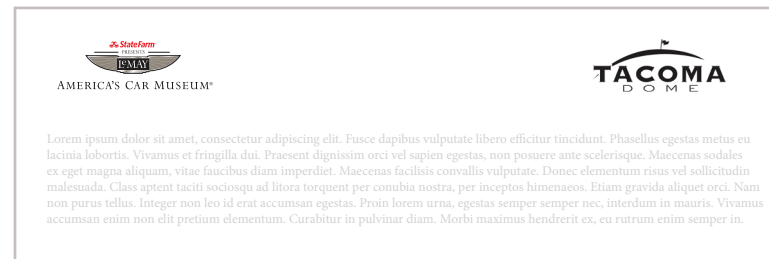 StateFarm
PRESENTS
LEMAY
AMERICA'S CAR MUSEUM®
TACOMA
DOME
Lorem ipsum dolor sit amet, consectetur adipiscing elit. Fusce dapibus vulputate libero efficitur tincidunt. Phasellus egestas metus eu
lacinia lobortis. Vivamus et fringilla dui. Praesent dignissim orci vel sapien egestas, non posuere ante scelerisque. Maecenas sodales
ex eget magna aliquam, vitae faucibus diam imperdiet. Maecenas facilisis convallis vulputate. Donec elementum risus vel sollicitudin
malesuada. Class aptent taciti sociosqu ad litora torquent per conubia nostra, per inceptos himenaeos. Etiam gravida aliquet orci. Nam
non purus tellus. Integer non leo id erat accumsan egestas. Proin lorem urna, egestas semper semper nec, interdum in mauris. Vivamus
accumsan enim non elit pretium elementum. Curabitur in pulvinar diam. Morbi maximus hendrerit ex, eu rutrum enim semper in.